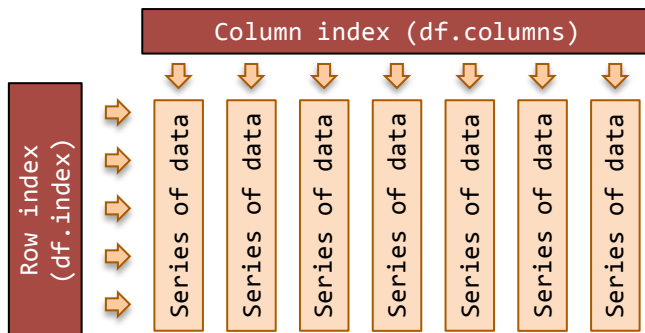 Column index (df.columns)
Row index
(df.index)
Series of data
Series of data
Series of data
Series of data
Series of data
Series of data
Series of data